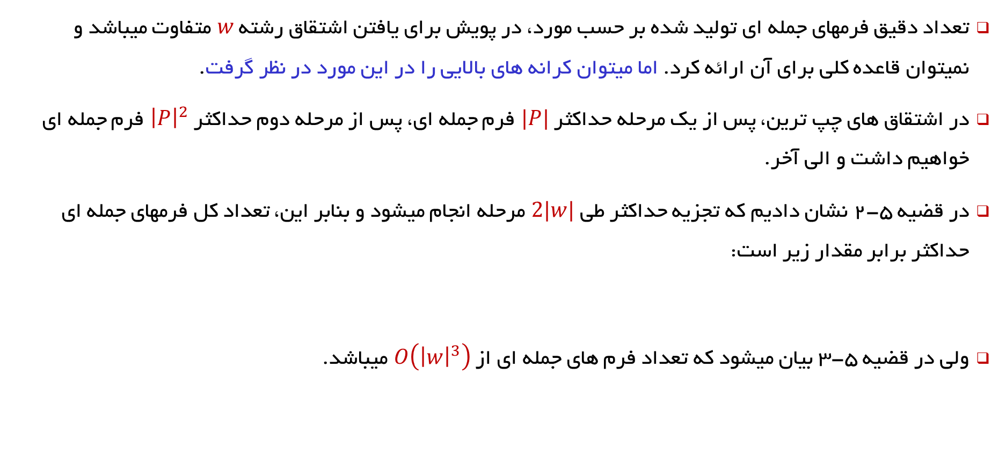 ❑ تعداد دقیق فرمهای جمله ای تولید شده بر حسب مورد، در پویش برای یافتن اشتقاق رشته w متفاوت میباشد و
نمیتوان قاعده کلی برای آن ارائه کرد. اما میتوان کرانه های بالایی را در این مورد در نظر گرفت.
❑ در اشتقاق های چپ ترین، پس از یک مرحله حداکثر |P| فرم جمله ای، پس از مرحله دوم حداکثر |P|² فرم جمله ای
خواهیم داشت و الی آخر.
❑ در قضیه ۵-۲ نشان دادیم که تجزیه حداکثر طی 2|w| مرحله انجام میشود و بنابر این، تعداد کل فرمهای جمله ای
حداکثر برابر مقدار زیر است:
❑ ولی در قضیه ۵-۳ بیان میشود که تعداد فرم های جمله ای از O(|w|³) میباشد.